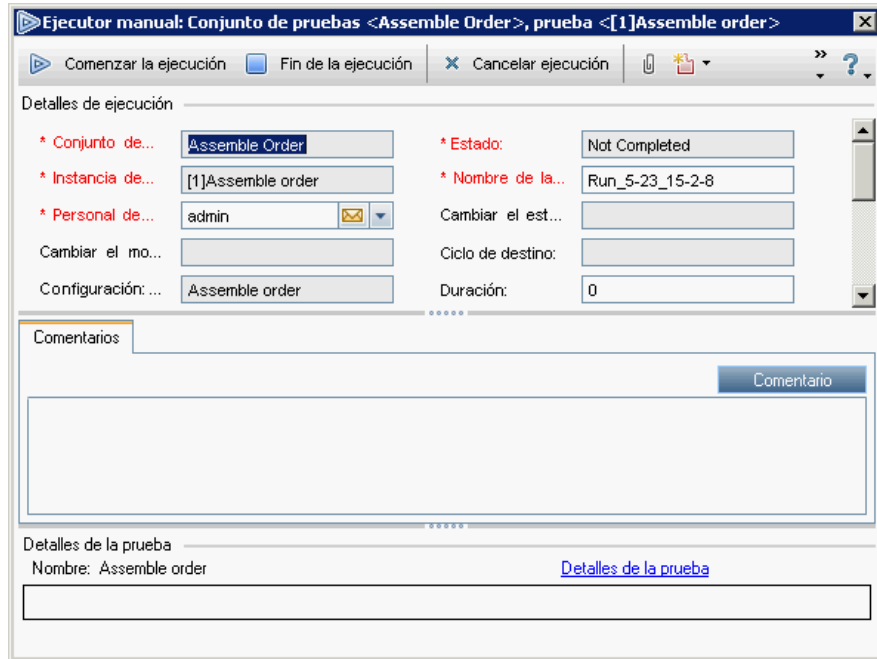 Ejecutor manual: Conjunto de pruebas <Assemble Order>, prueba <[1]Assemble order>
Comenzar la ejecución Fin de la ejecución Cancelar ejecución » ?
Detalles de ejecución
* Conjunto de... Assemble Order * Estado: Not Completed
* Instancia de... [1]Assemble order * Nombre de la... Run_5-23_15-2-8
* Personal de... admin Cambiar el est...
Cambiar el mo... Ciclo de destino:
Configuración: ... Assemble order Duración: 0
Comentarios
Comentario
Detalles de la prueba
Nombre: Assemble order Detalles de la prueba